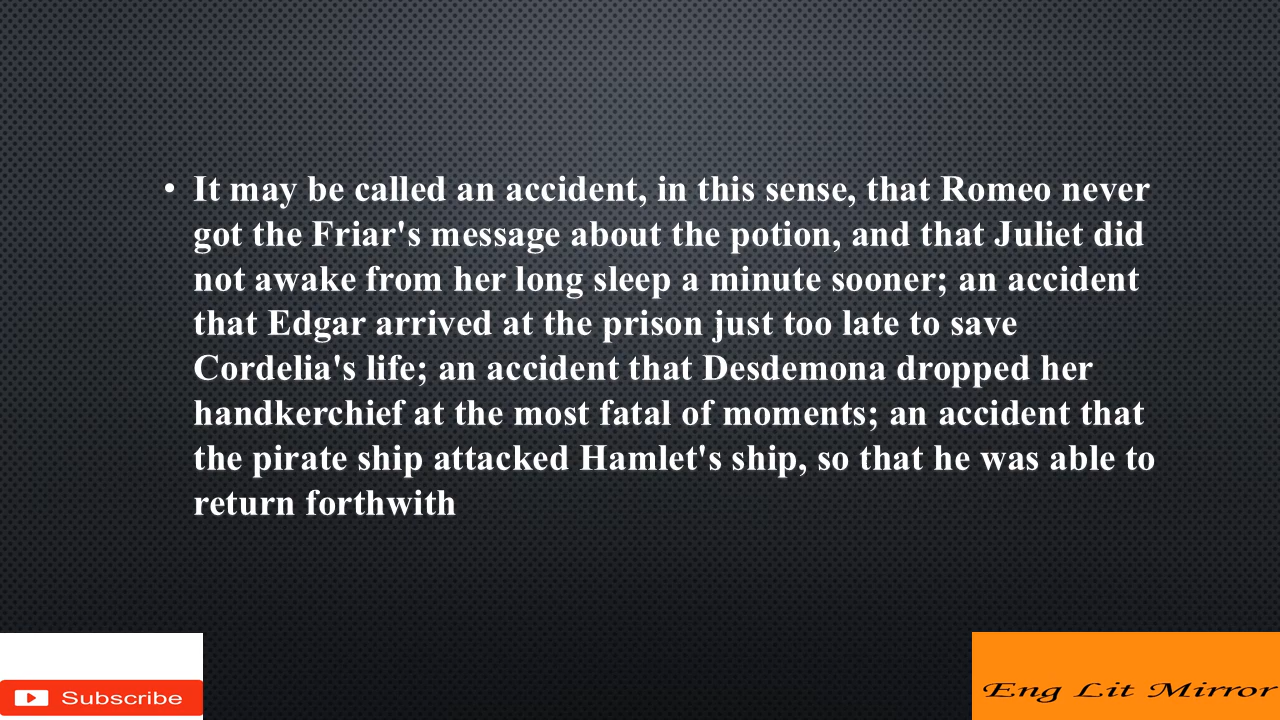 • It may be called an accident, in this sense, that Romeo never
got the Friar's message about the potion, and that Juliet did
not awake from her long sleep a minute sooner; an accident
that Edgar arrived at the prison just too late to save
Cordelia's life; an accident that Desdemona dropped her
handkerchief at the most fatal of moments; an accident that
the pirate ship attacked Hamlet's ship, so that he was able to
return forthwith
Subscribe
Eng Lit Mirror